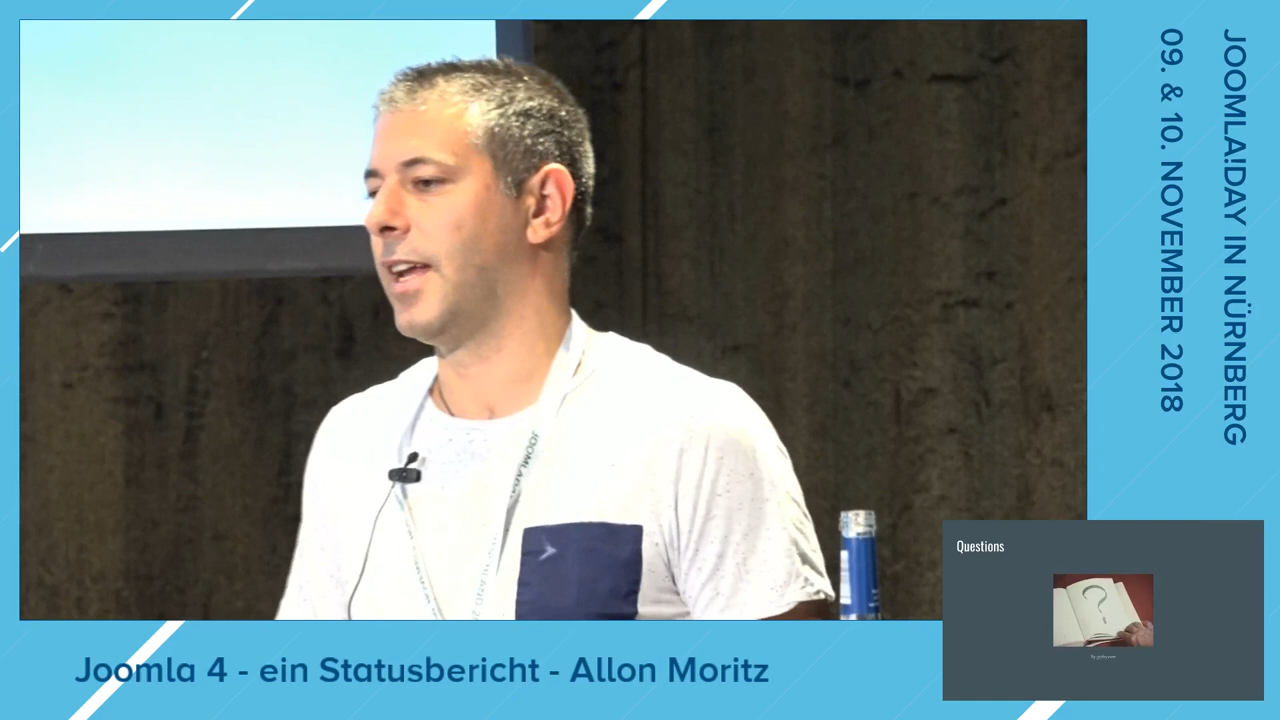 JOOMLA!DAY IN NÜRNBERG
09. & 10. NOVEMBER 2018
Questions
Joomla 4 - ein Statusbericht - Allon Moritz